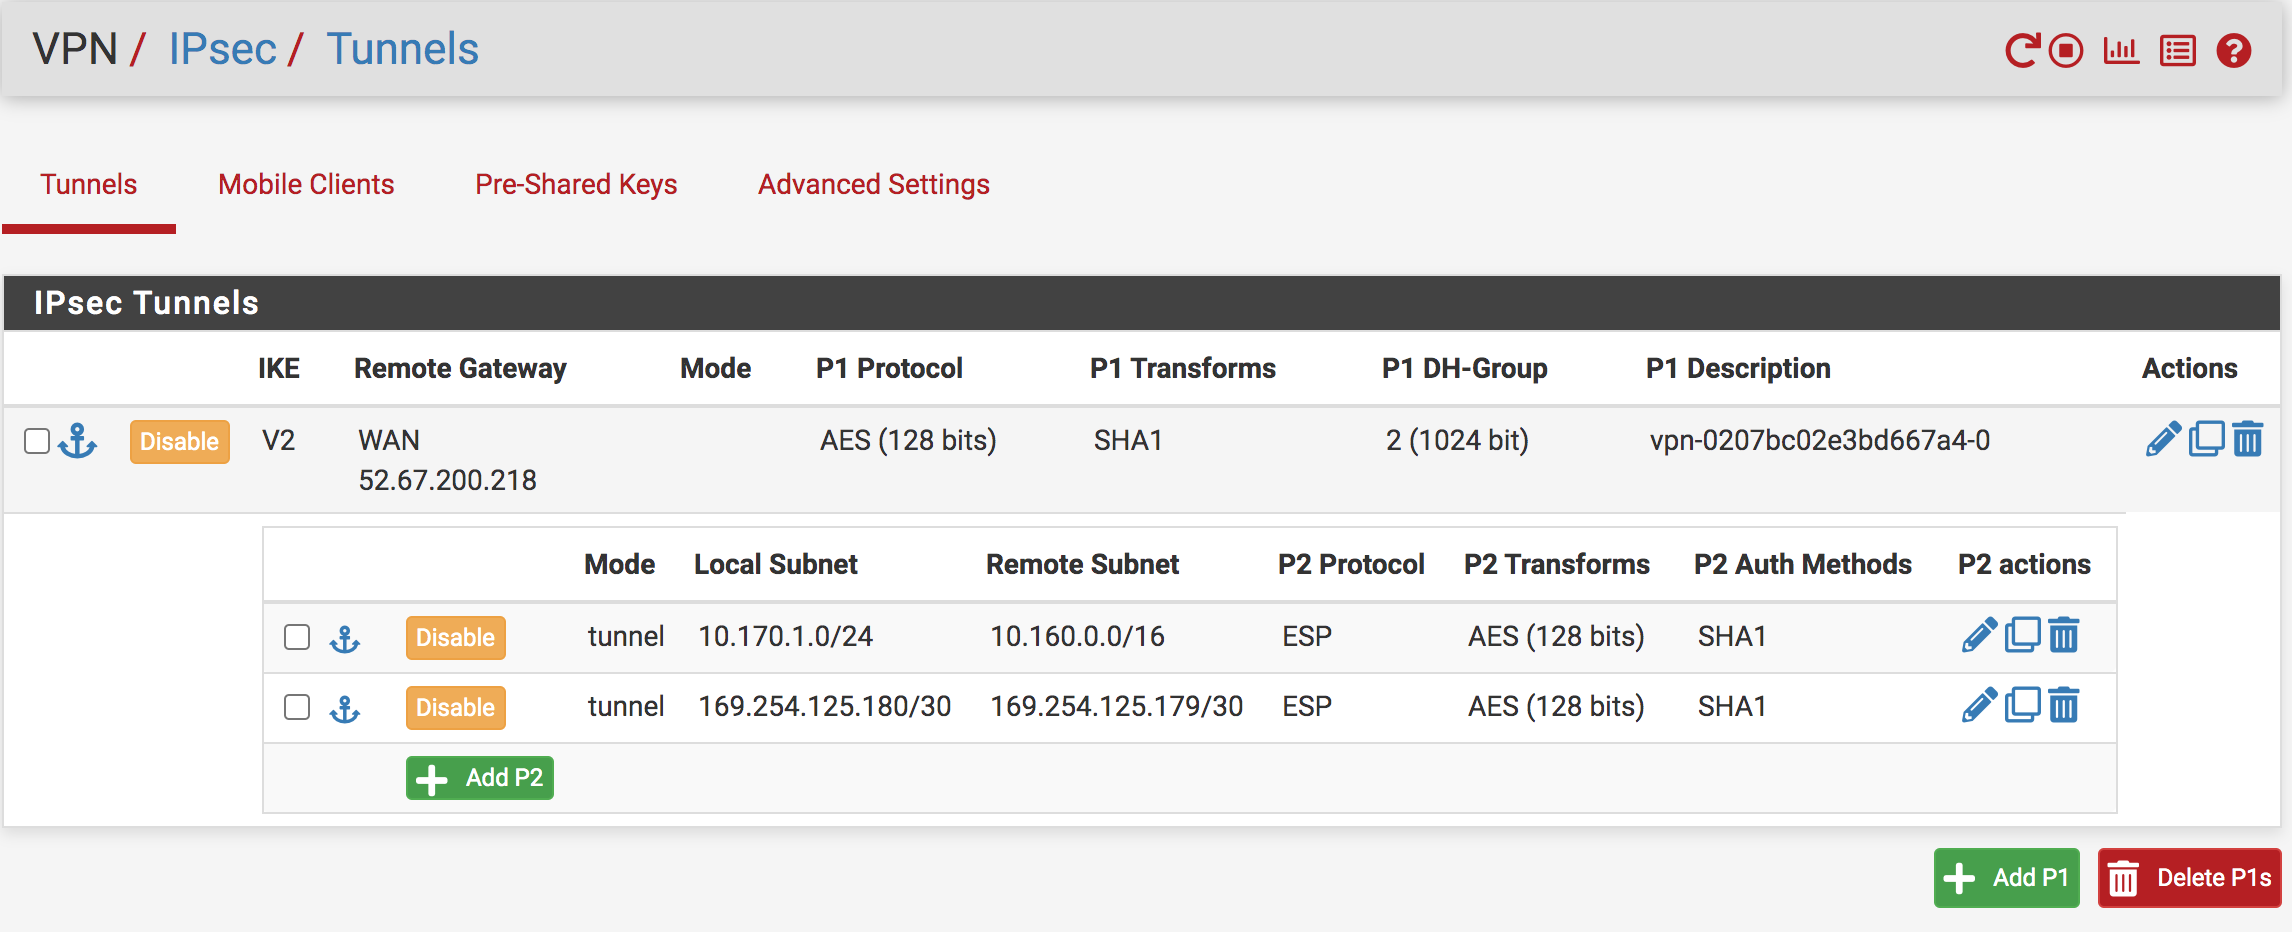 VPN / IPsec / Tunnels
Tunnels Mobile Clients Pre-Shared Keys Advanced Settings
IPsec Tunnels
IKE Remote Gateway Mode P1 Protocol P1 Transforms P1 DH-Group P1 Description Actions
Disable V2 WAN AES (128 bits) SHA1 2 (1024 bit) vpn-0207bc02e3bd667a4-0
52.67.200.218
Mode Local Subnet Remote Subnet P2 Protocol P2 Transforms P2 Auth Methods P2 actions
Disable tunnel 10.170.1.0/24 10.160.0.0/16 ESP AES (128 bits) SHA1
Disable tunnel 169.254.125.180/30 169.254.125.179/30 ESP AES (128 bits) SHA1
Add P2
Add P1 Delete P1s